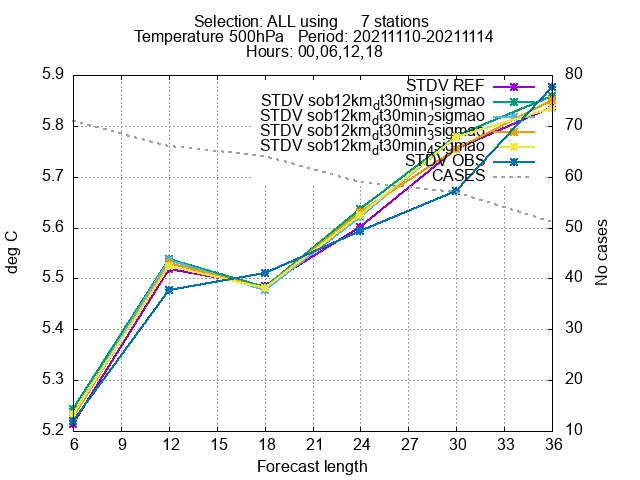 Selection: ALL using 7 stations
Temperature 500hPa Period: 20211110-20211114
Hours: 00,06,12,18
5.9
5.8
5.7
5.6
5.5
5.4
5.3
5.2
80
70
60
50
40
30
20
10
STDV REF
STDV sob12km_dt30min_1sigmao
STDV sob12km_dt30min_2sigmao
STDV sob12km_dt30min_3sigmao
STDV sob12km_dt30min_4sigmao
STDV OBS
CASES
deg C
No cases
6 9 12 15 18 21 24 27 30 33 36
Forecast length